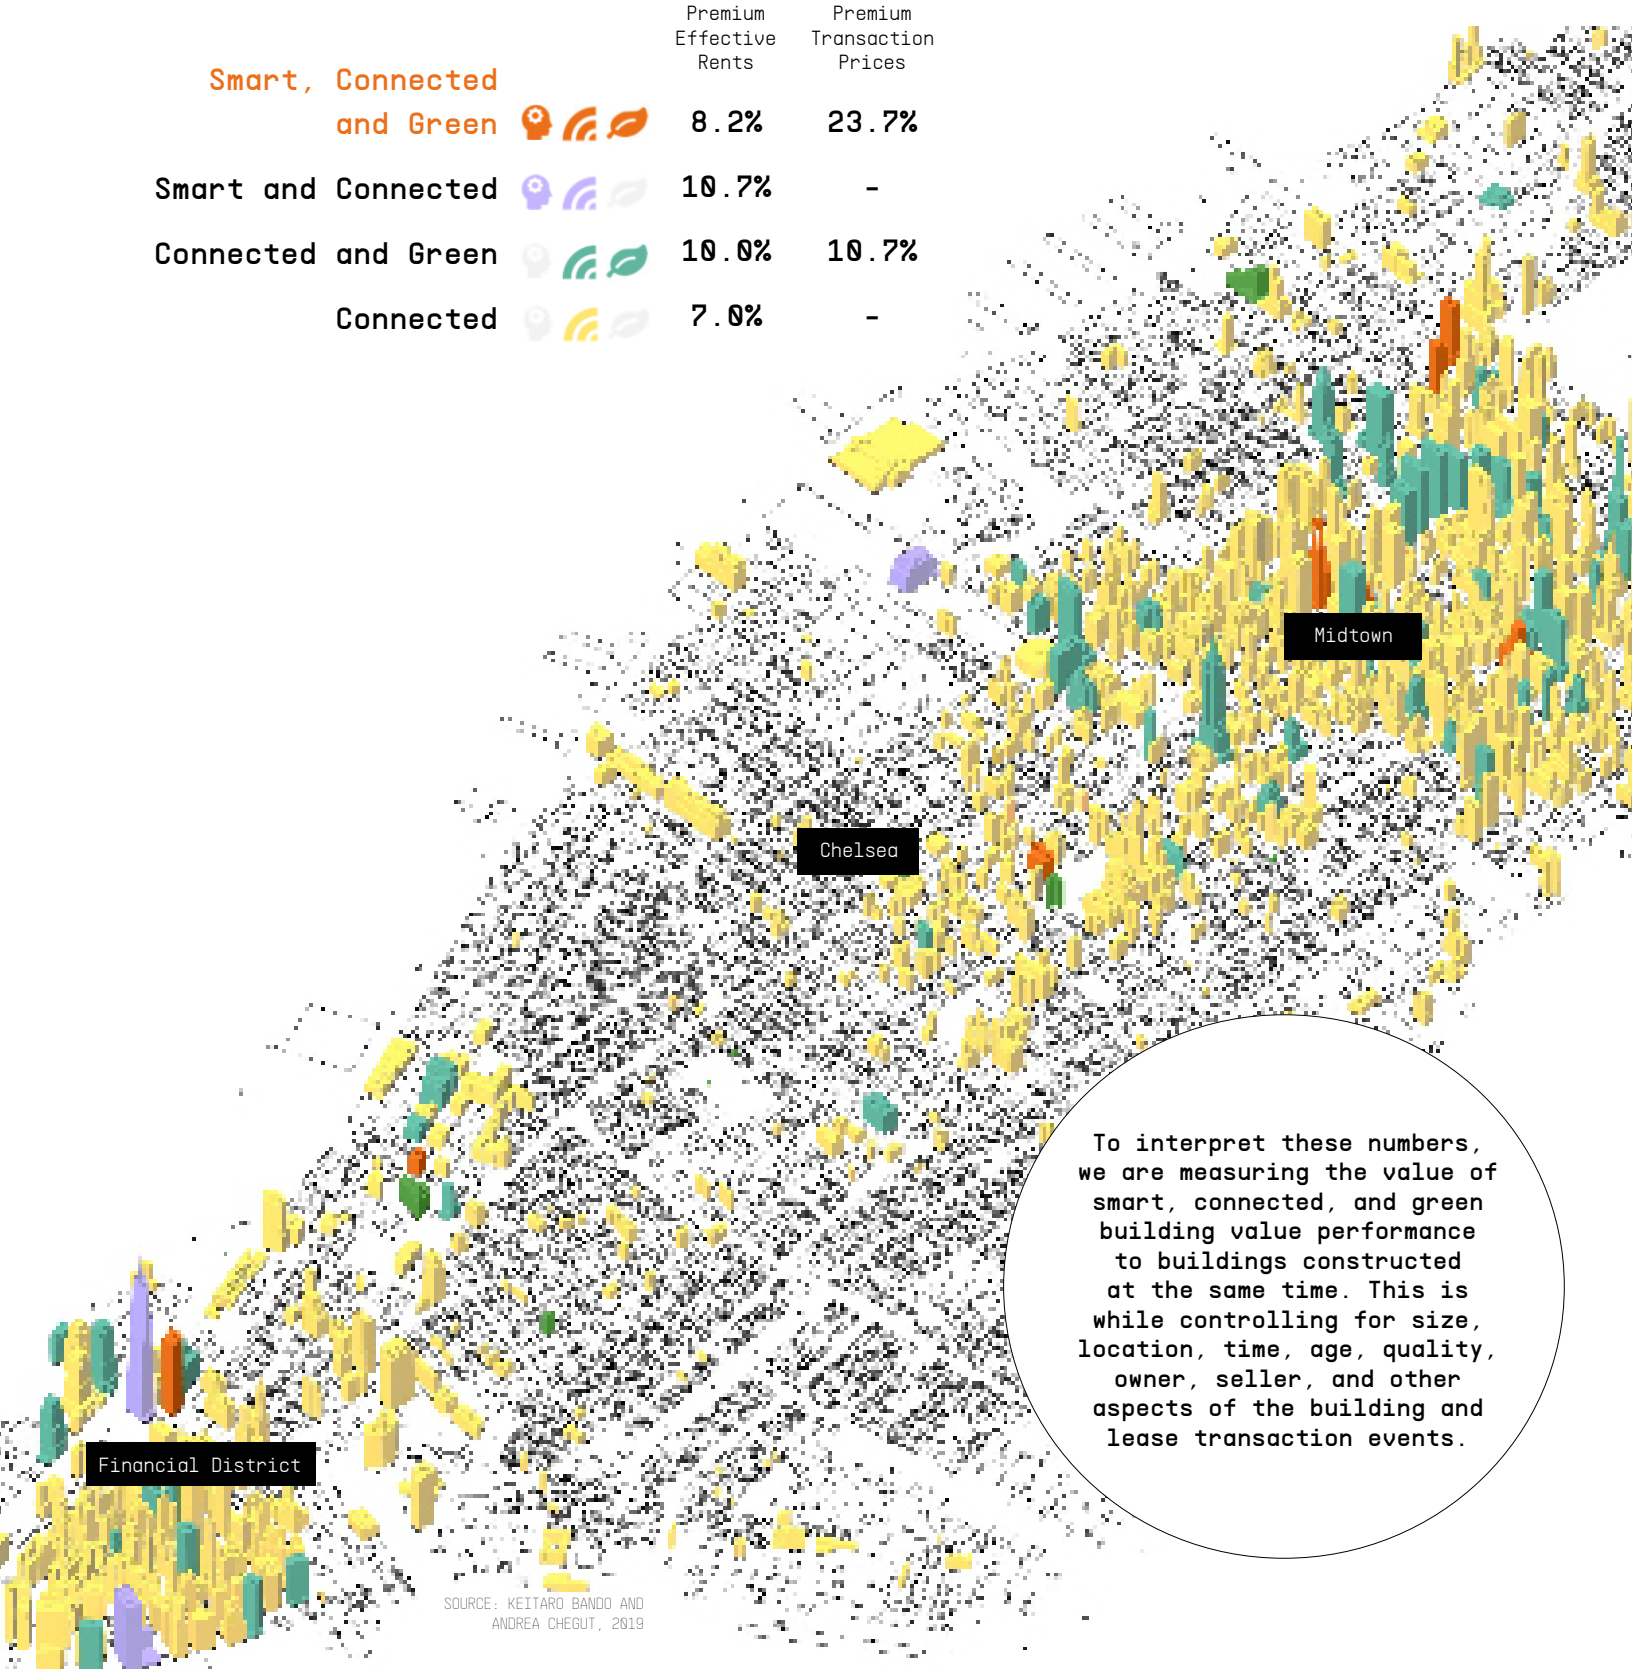 Premium Effective Rents
Premium Transaction Prices
Smart, Connected
and Green 8.2% 23.7%
Smart and Connected 10.7% -
Connected and Green 10.0% 10.7%
Connected 7.0% -
Midtown
Chelsea
To interpret these numbers,
we are measuring the value of
smart, connected, and green
building value performance
to buildings constructed
at the same time. This is
while controlling for size,
location, time, age, quality,
owner, seller, and other
aspects of the building and
lease transaction events.
Financial District
SOURCE: KEITARO BANDO AND
ANDREA CHEGUT, 2019